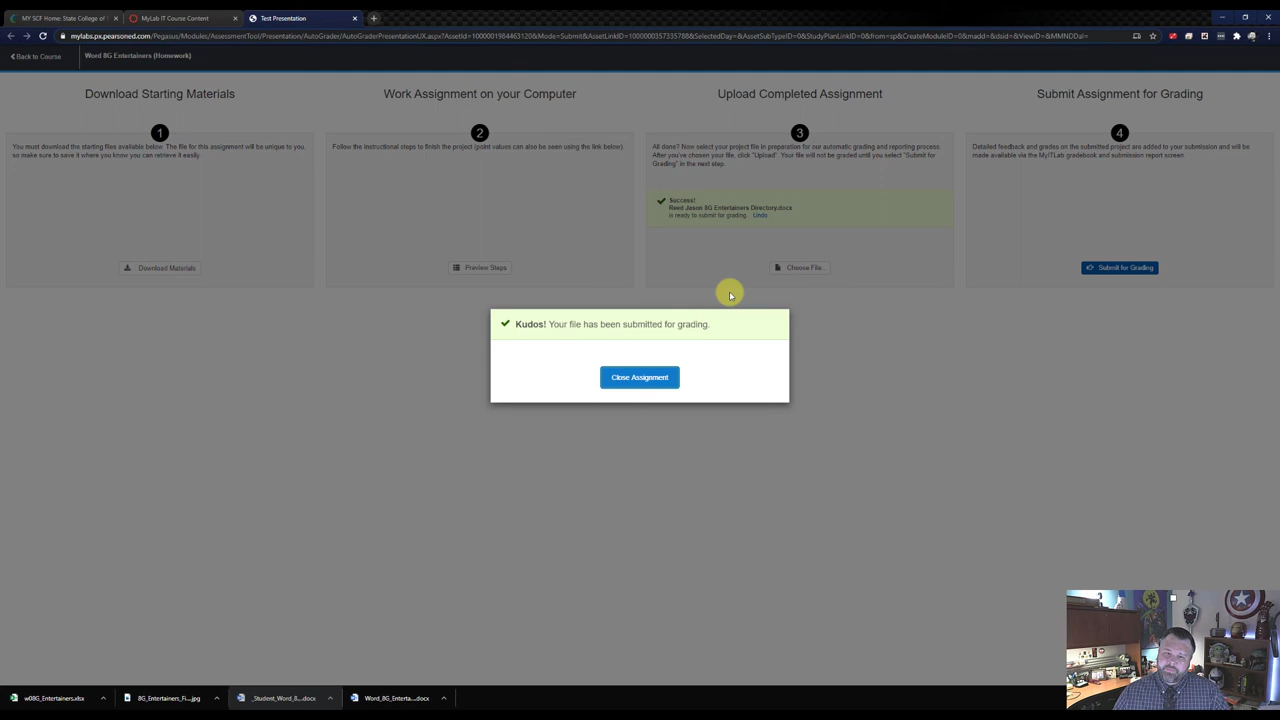 MY SCF Home: State College of
MyLab IT Course Content
Test Presentation
mylabs.px.pearsoned.com/Pegasus/Modules/AssessmentTool/Presentation/AutoGrader/AutoGraderPresentationUX.aspx?AssetId=1000001984463120&Mode=Submit&AssetLinkID=1000000357335788&SelectedDay=&AssetSubTypeID=0&StudyPlanLinkID=0&from=sp&CreateModuleID=0&madd=&dsid=&ViewID=&MMNDDal=
Back to Course
Word 8G Entertainers (Homework)
Download Starting Materials
1
You must download the starting files available below. The file for this assignment will be unique to you,
so make sure to save it where you know you can retrieve it easily.
Download Materials
Work Assignment on your Computer
2
Follow the instructional steps to finish the project (point values can also be seen using the link below).
Preview Steps
Upload Completed Assignment
3
All done? Now select your project file in preparation for our automatic grading and reporting process.
After you've chosen your file, click "Upload". Your file will not be graded until you select "Submit for
Grading" in the next step.
Success!
Reed Jason 8G Entertainers Directory.docx
is ready to submit for grading. Undo
Choose File..
Submit Assignment for Grading
4
Detailed feedback and grades on the submitted project are added to your submission and will be
made available via the MyITLab gradebook and submission report screen.
Submit for Grading
Kudos! Your file has been submitted for grading.
Close Assignment
w08G_Entertainers.xlsx
8G_Entertainers_Fi....jpg
_Student_Word_8....docx
Word_8G_Enterta....docx